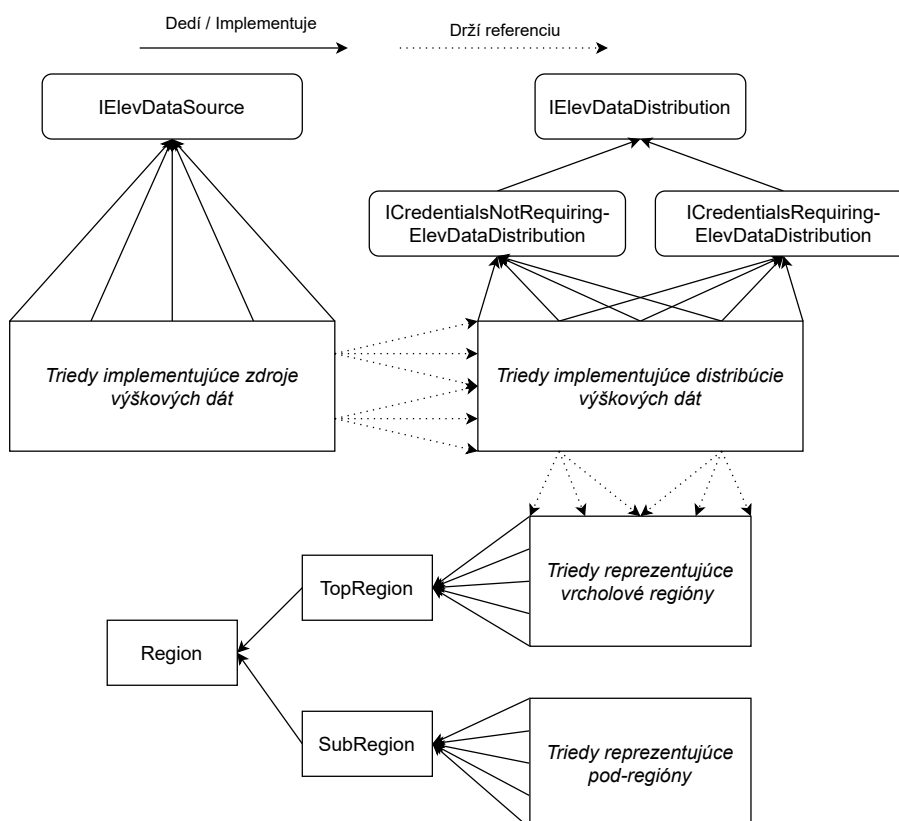 Dedí / Implementuje
Drží referenciu
IElevDataSource
IElevDataDistribution
ICredentialsNotRequiring-
ElevDataDistribution
ICredentialsRequiring-
ElevDataDistribution
Triedy implementujúce zdroje
výškových dát
Triedy implementujúce distribúcie
výškových dát
TopRegion
Triedy reprezentujúce
vrcholové regióny
Region
SubRegion
Triedy reprezentujúce
pod-regióny